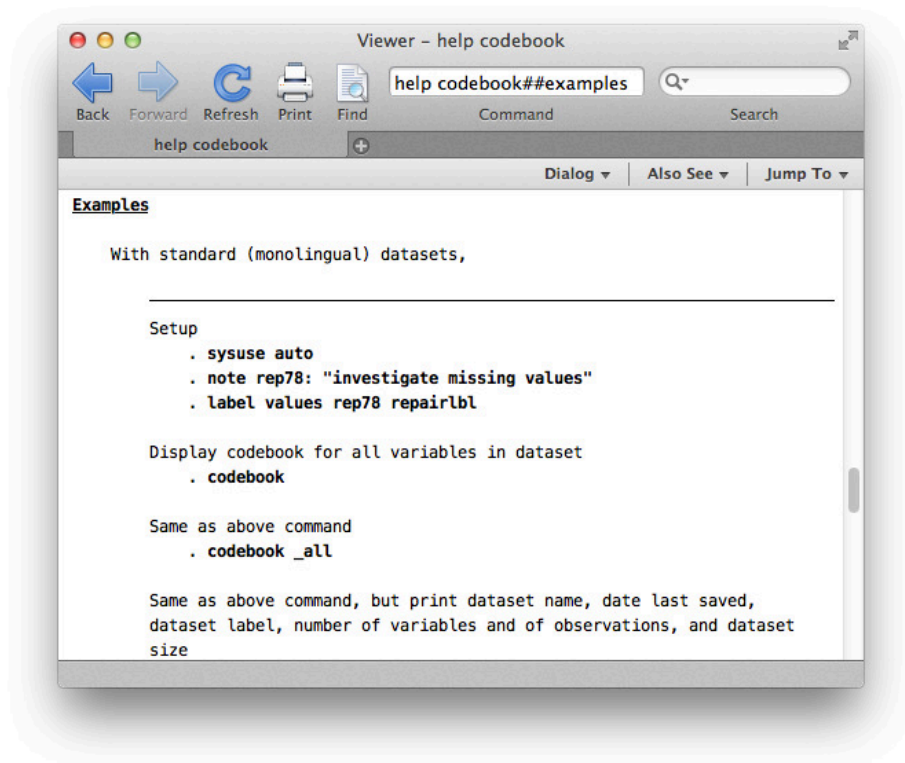 Viewer – help codebook
help codebook##examples
Back Forward Refresh Print Find Command Search
help codebook
Dialog Also See Jump To
Examples
With standard (monolingual) datasets,
Setup
. sysuse auto
. note rep78: "investigate missing values"
. label values rep78 repairlbl
Display codebook for all variables in dataset
. codebook
Same as above command
. codebook _all
Same as above command, but print dataset name, date last saved,
dataset label, number of variables and of observations, and dataset
size